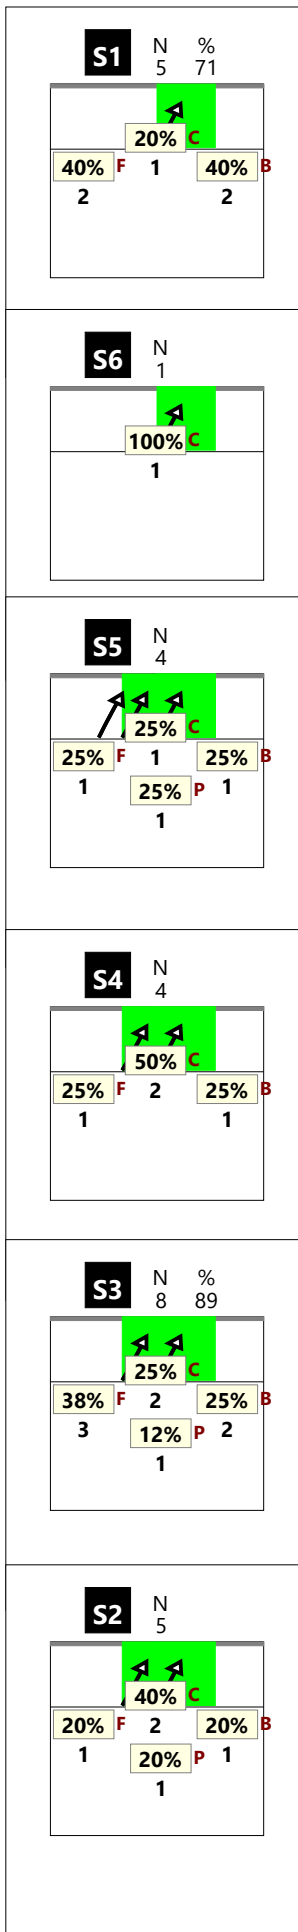 S1 N %
5 71
20% C
40% F 1 40% B
2 2
S6 N
1
100% C
1
S5 N
4
25% C
25% F 1 25% B
1 25% P 1
1
S4 N
4
50% C
25% F 2 25% B
1 1
S3 N %
8 89
25% C
38% F 2 25% B
3 12% P 2
1
S2 N
5
40% C
20% F 2 20% B
1 20% P 1
1